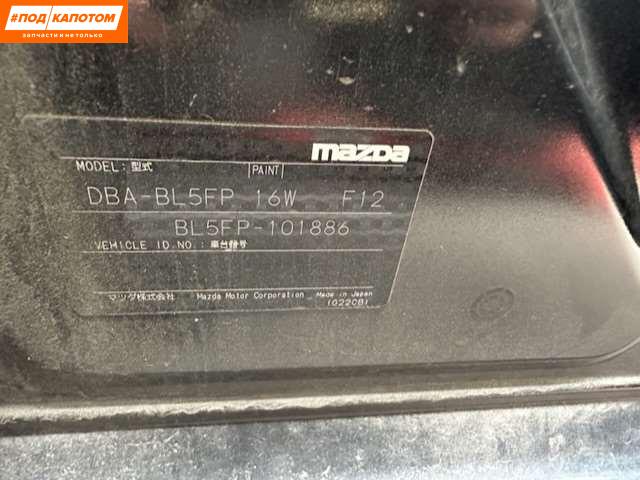 #ПОД КАПОТОМ
запчасти и не только
mazda
MODEL: 型式 PAINT
DBA-BL5FP 16W F12
BL5FP-101886
VEHICLE ID.NO.: 車台番号
マツダ株式会社 Mazda Motor Corporation Made in Japan
(022CB)